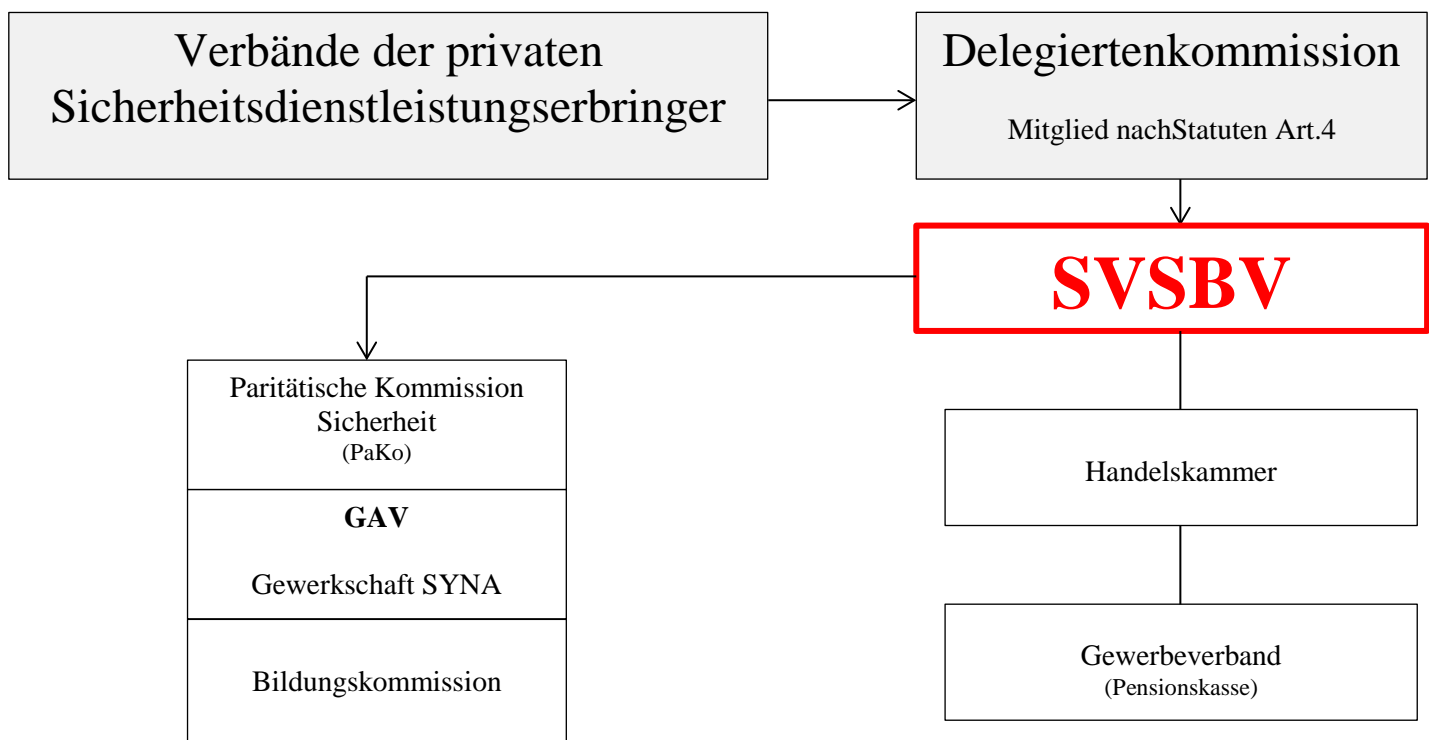 Verbände der privaten
Sicherheitsdienstleistungserbringer
Delegiertenkommission
Mitglied nachStatuten Art.4
SVSBV
Paritätische Kommission
Sicherheit
(PaKo)
GAV
Gewerkschaft SYNA
Bildungskommission
Handelskammer
Gewerbeverband
(Pensionskasse)